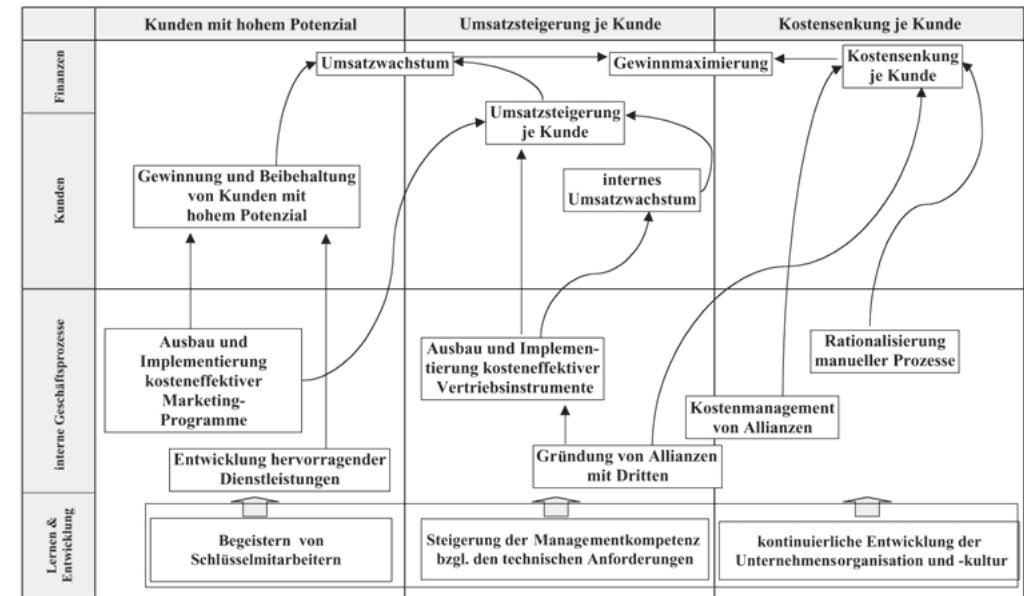 Kunden mit hohem Potenzial
Umsatzsteigerung je Kunde
Kostensenkung je Kunde
Finanzen
Umsatzwachstum
Gewinnmaximierung
Kostensenkung
je Kunde
Kunden
Umsatzsteigerung
je Kunde
Gewinnung und Beibehaltung
von Kunden mit
hohem Potenzial
internes
Umsatzwachstum
interne Geschäftsprozesse
Ausbau und
Implementierung
kosteneffektiver
Marketing-
Programme
Ausbau und Implemen-
tierung kosteneffektiver
Vertriebsinstrumente
Rationalisierung
manueller Prozesse
Kostenmanagement
von Allianzen
Entwicklung hervorragender
Dienstleistungen
Gründung von Allianzen
mit Dritten
Lernen &
Entwicklung
Begeistern von
Schlüsselmitarbeitern
Steigerung der Managementkompetenz
bzgl. den technischen Anforderungen
kontinuierliche Entwicklung der
Unternehmensorganisation und -kultur